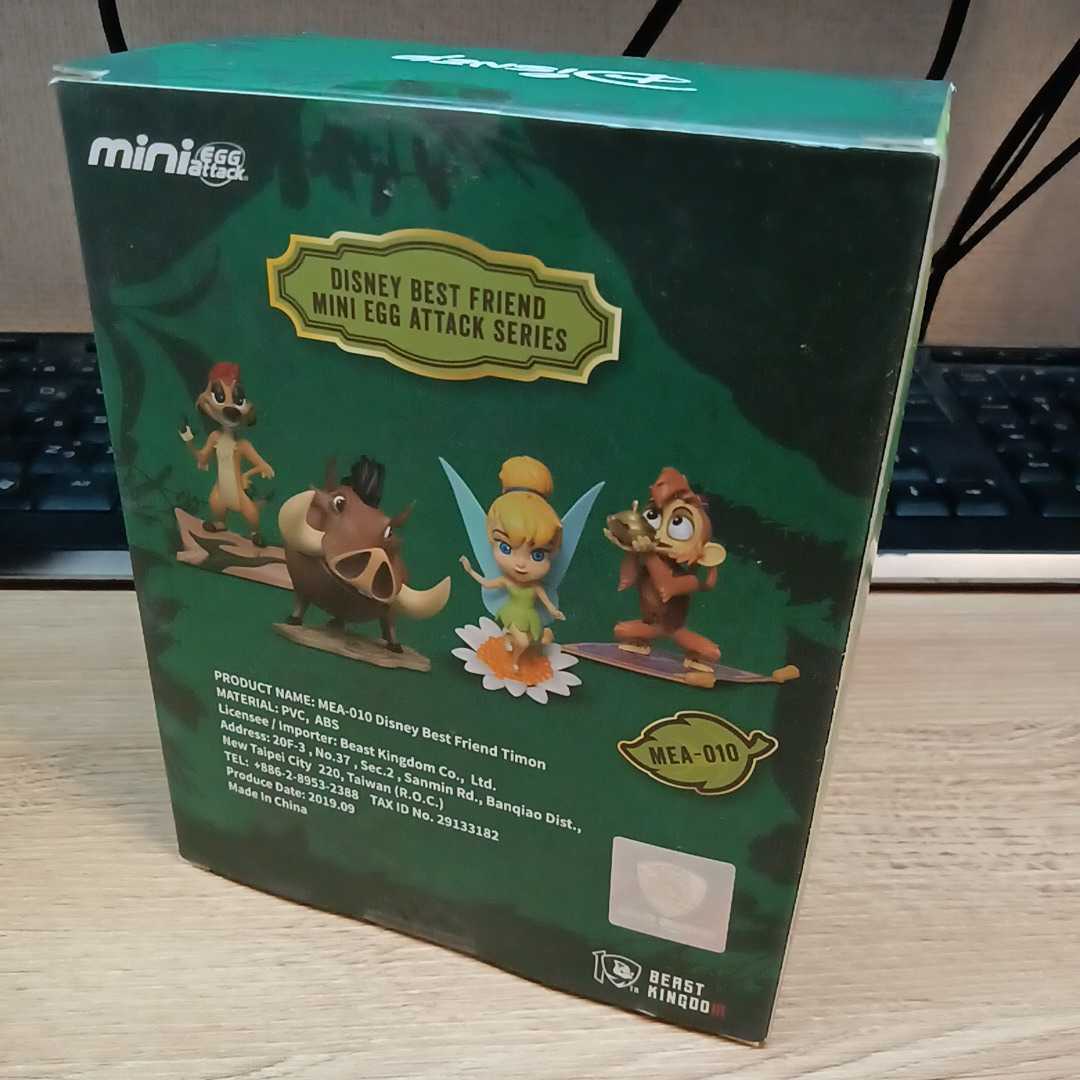 Disney
mini EGG attack
DISNEY BEST FRIEND
MINI EGG ATTACK SERIES
PRODUCT NAME: MEA-010 Disney Best Friend Timon
MATERIAL: PVC, ABS
Licensee / Importer: Beast Kingdom Co., Ltd.
Address: 20F-3 , No.37 , Sec.2 , Sanmin Rd., Banqiao Dist.,
New Taipei City 220, Taiwan (R.O.C.)
TEL: +886-2-8953-2388 TAX ID No. 29133182
Produce Date: 2019.09
Made In China
MEA-010
10TH
BEAST
KINGDOM